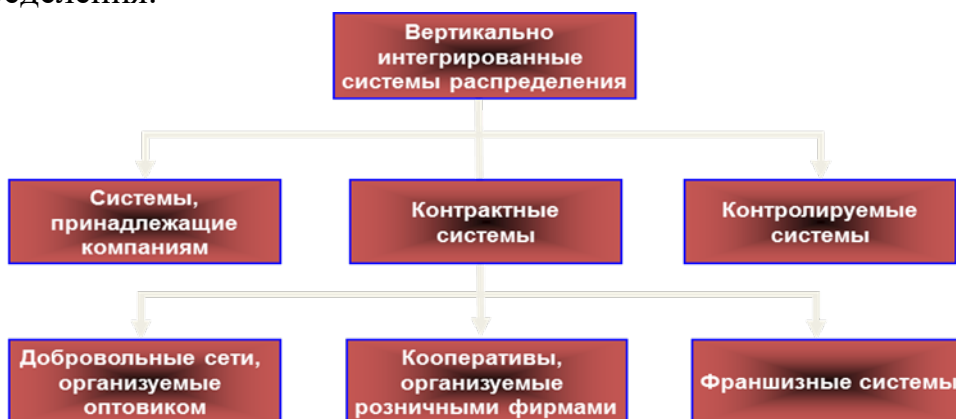 Вертикально
интегрированные
системы распределения
Системы,
принадлежащие
компаниям
Контрактные
системы
Контролируемые
системы
Добровольные сети,
организуемые
оптовиком
Кооперативы,
организуемые
розничными фирмами
Франшизные системы